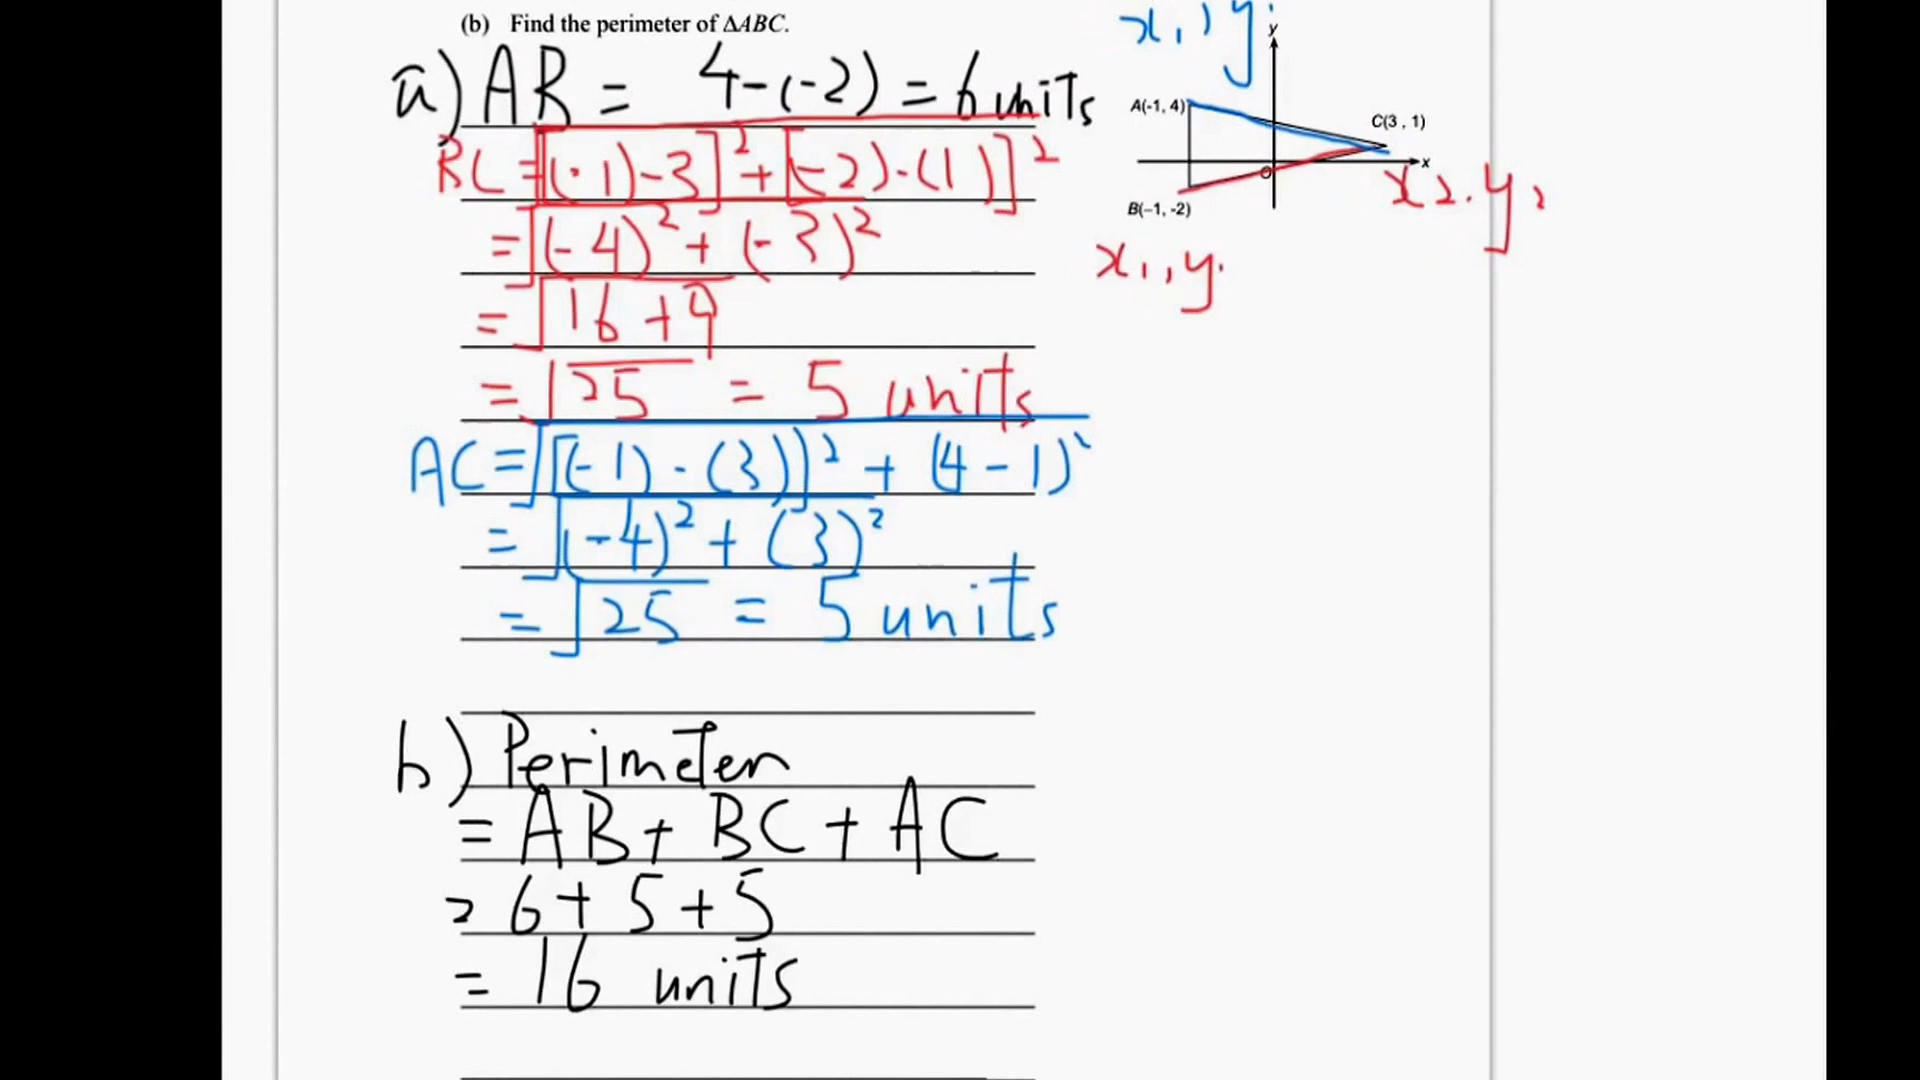 (b) Find the perimeter of ΔABC.
x₁, y₁
y
a) AB = 4-(-2) = 6 units
A(-1, 4)
C(3 , 1)
BC = √[(-1)-3]² + [(-2)-(1)]²
x
O
x₂, y₂
B(−1, -2)
= √(-4)² + (-3)²
x₁, y₁
= √16+9
= √25 = 5 units
AC = √[(-1)-(3)]² + (4-1)²
= √(-4)² + (3)²
= √25 = 5 units
b) Perimeter
= AB + BC + AC
= 6 + 5 + 5
= 16 units